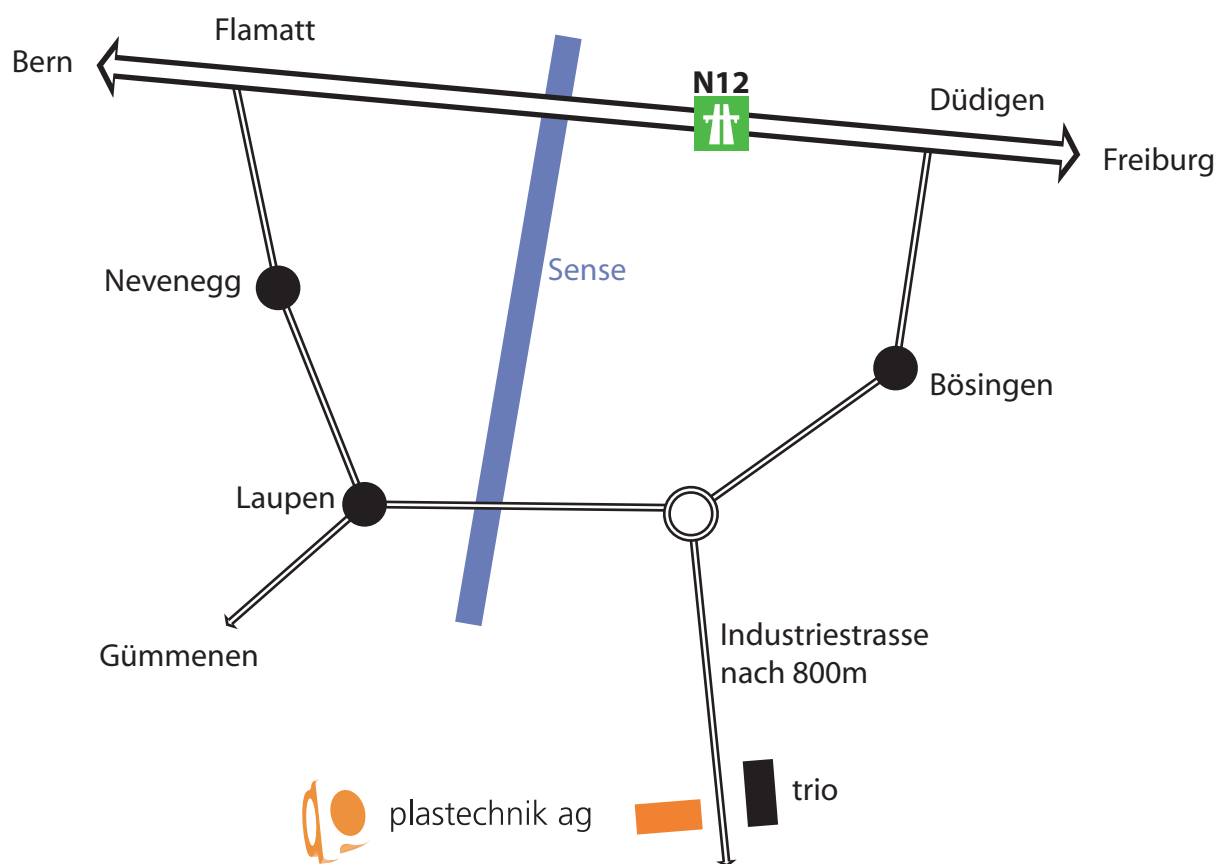 Flamatt
Bern
N12
Düdigen
Freiburg
Nevenegg
Sense
Bösingen
Laupen
Gümmenen
Industriestrasse
nach 800m
plastechnik ag
trio